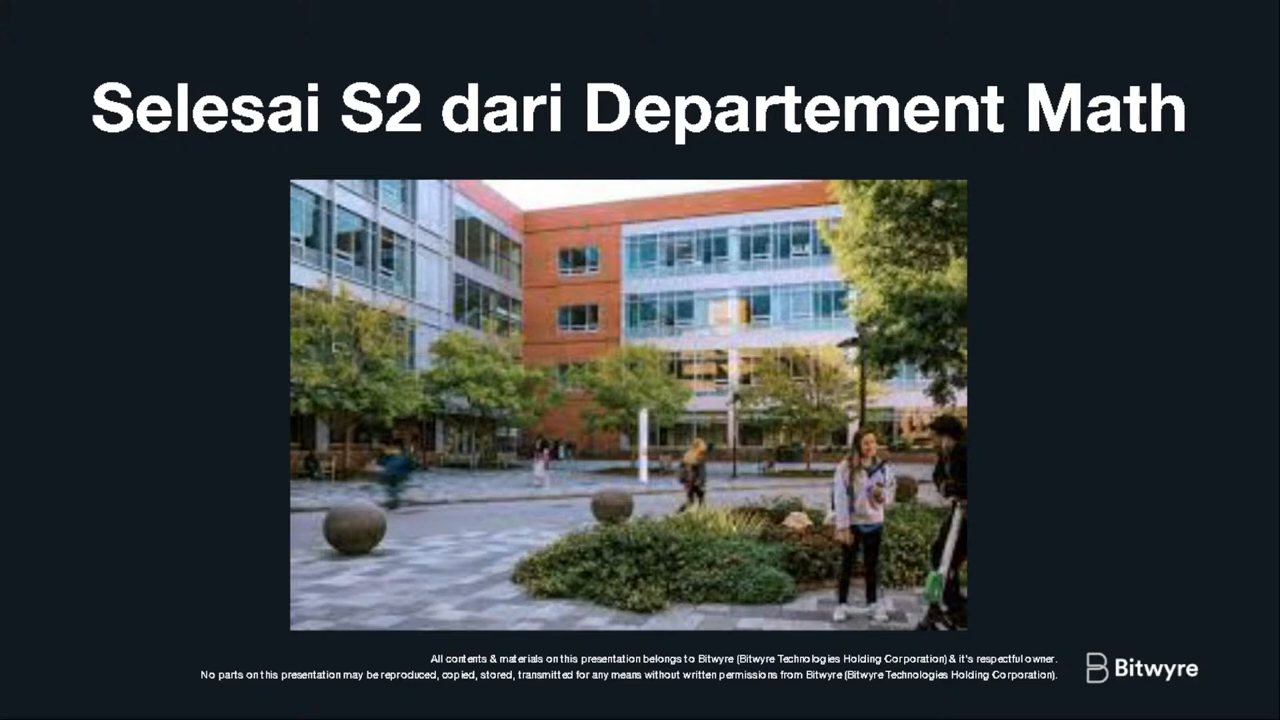 Selesai S2 dari Departement Math
All contents & materials on this presentation belongs to Bitwyre (Bitwyre Technologies Holding Corporation) & it's respectful owner.
No parts on this presentation may be reproduced, copied, stored, transmitted for any means without written permissions from Bitwyre (Bitwyre Technologies Holding Corporation).
Bitwyre